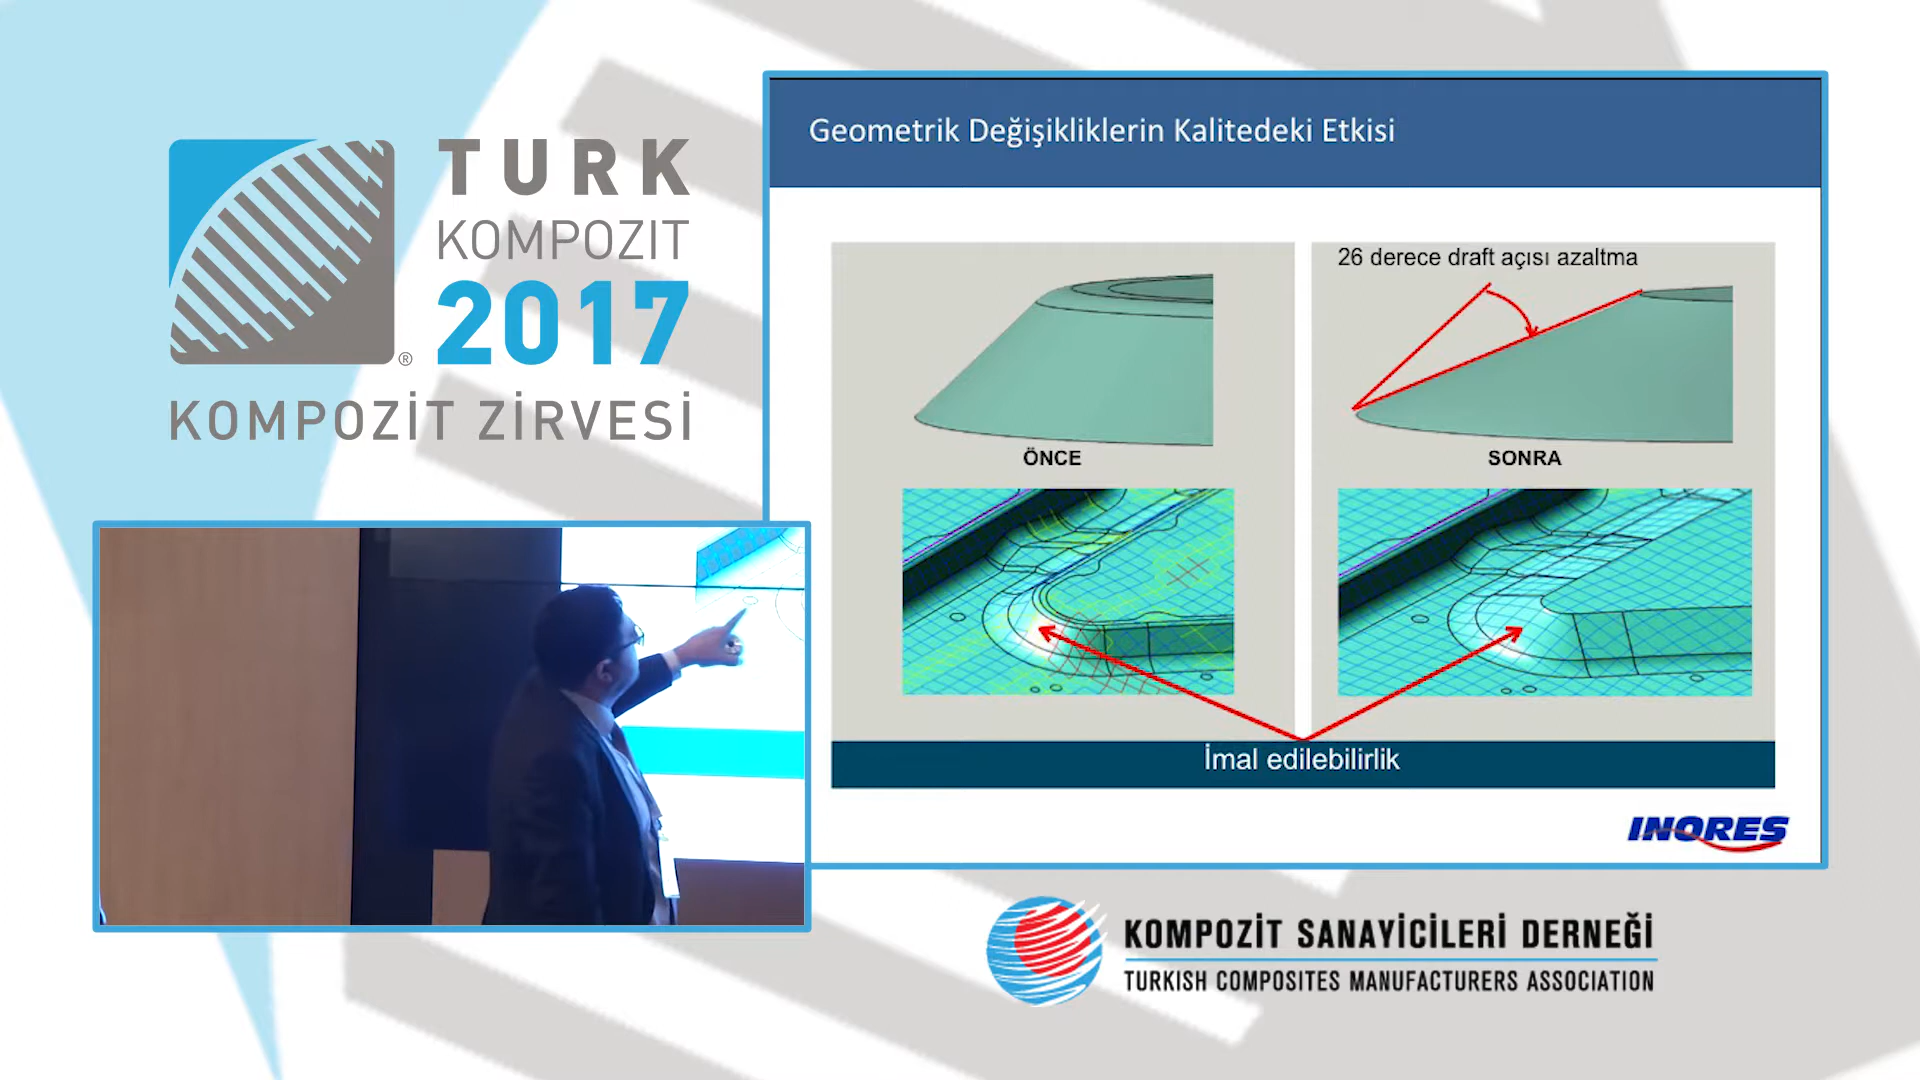 TURK
KOMPOZIT
2017
®
KOMPOZİT ZİRVESİ
Geometrik Değişikliklerin Kalitedeki Etkisi
26 derece draft açısı azaltma
ÖNCE
SONRA
İmal edilebilirlik
INORES
KOMPOZİT SANAYİCİLERİ DERNEĞİ
TURKISH COMPOSITES MANUFACTURERS ASSOCIATION